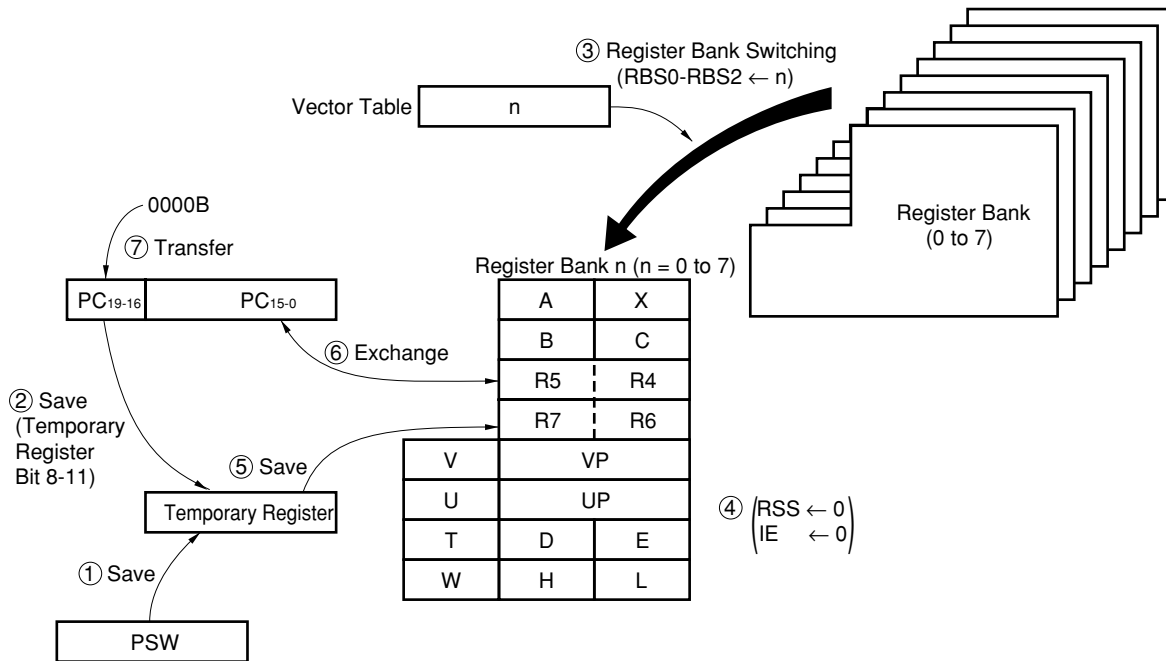 ③ Register Bank Switching
(RBS0-RBS2 ← n)
Vector Table
n
Register Bank
(0 to 7)
0000B
⑦ Transfer
Register Bank n (n = 0 to 7)
PC19-16
PC15-0
A
X
B
C
⑥ Exchange
R5
R4
R7
R6
② Save
(Temporary
Register
Bit 8-11)
⑤ Save
V
VP
U
UP
④
RSS ← 0
IE ← 0
Temporary Register
T
D
E
W
H
L
① Save
PSW